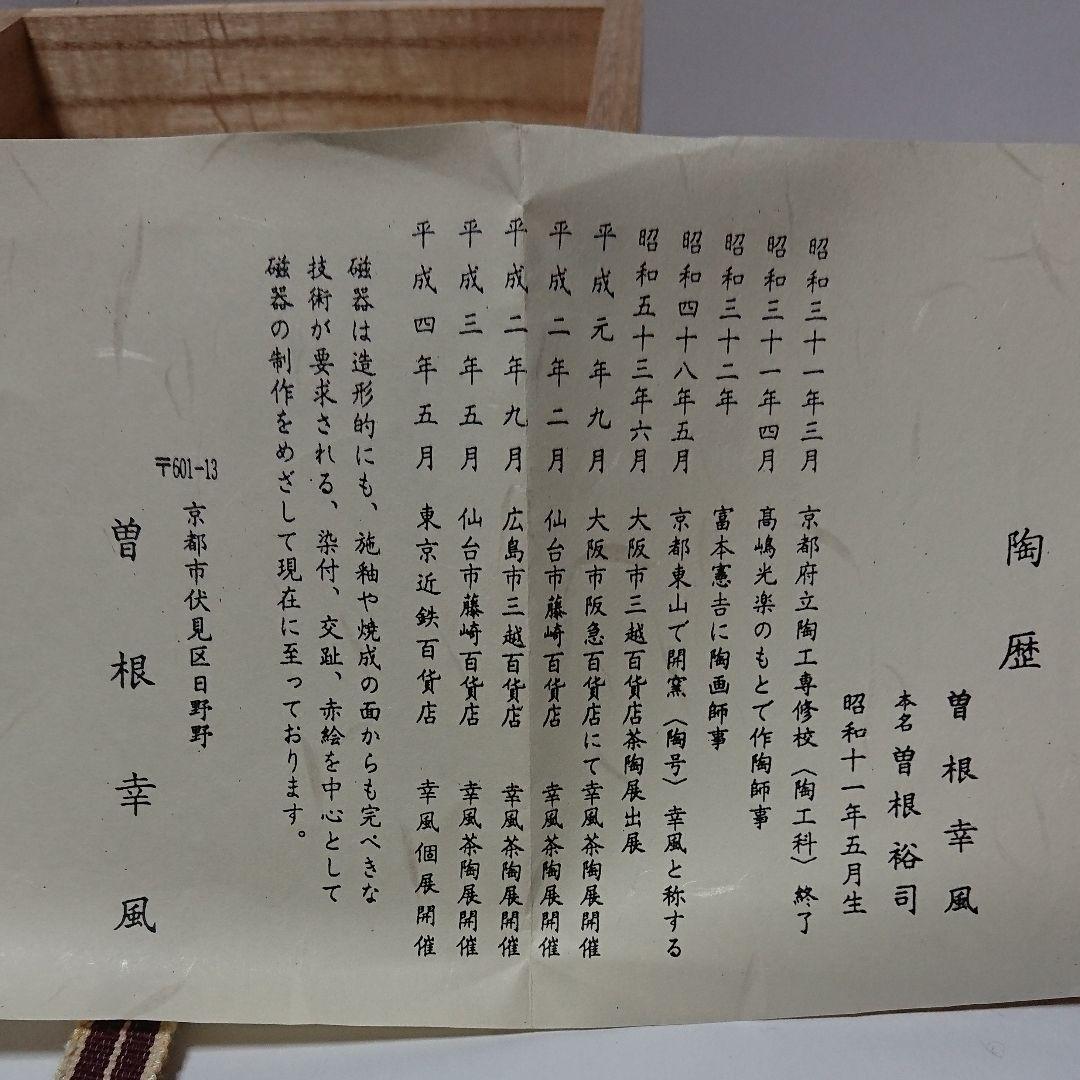 陶歴
曽根幸風
本名曽根裕司
昭和十一年五月生
昭和三十一年三月 京都府立陶工専修校〈陶工科〉終了
昭和三十一年四月 髙嶋光楽のもとで作陶師事
昭和三十二年 富本憲吉に陶画師事
昭和四十八年五月 京都東山で開窯〈陶号〉幸風と称する
昭和五十三年六月 大阪市三越百貨店茶陶展出展
平成元年九月 大阪市阪急百貨店にて幸風茶陶展開催
平成二年二月 仙台市藤崎百貨店 幸風茶陶展開催
平成二年九月 広島市三越百貨店 幸風茶陶展開催
平成三年五月 仙台市藤崎百貨店 幸風茶陶展開催
平成四年五月 東京近鉄百貨店 幸風個展開催
磁器は造形的にも、施釉や焼成の面からも完ぺきな
技術が要求される、染付、交趾、赤絵を中心として
磁器の制作をめざして現在に至っております。
〒601-13
京都市伏見区日野野
曽根幸風